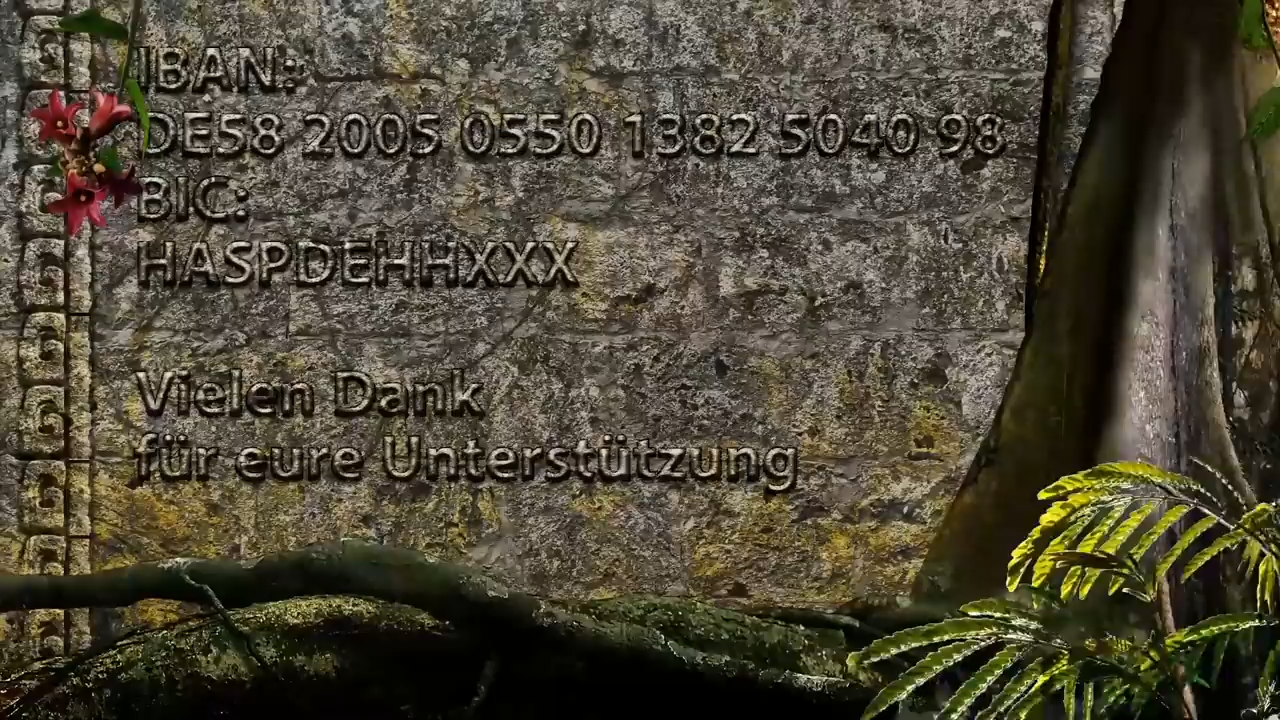 IBAN:
DE58 2005 0550 1382 5040 98
BIC:
HASPDEHHXXX
Vielen Dank
für eure Unterstützung